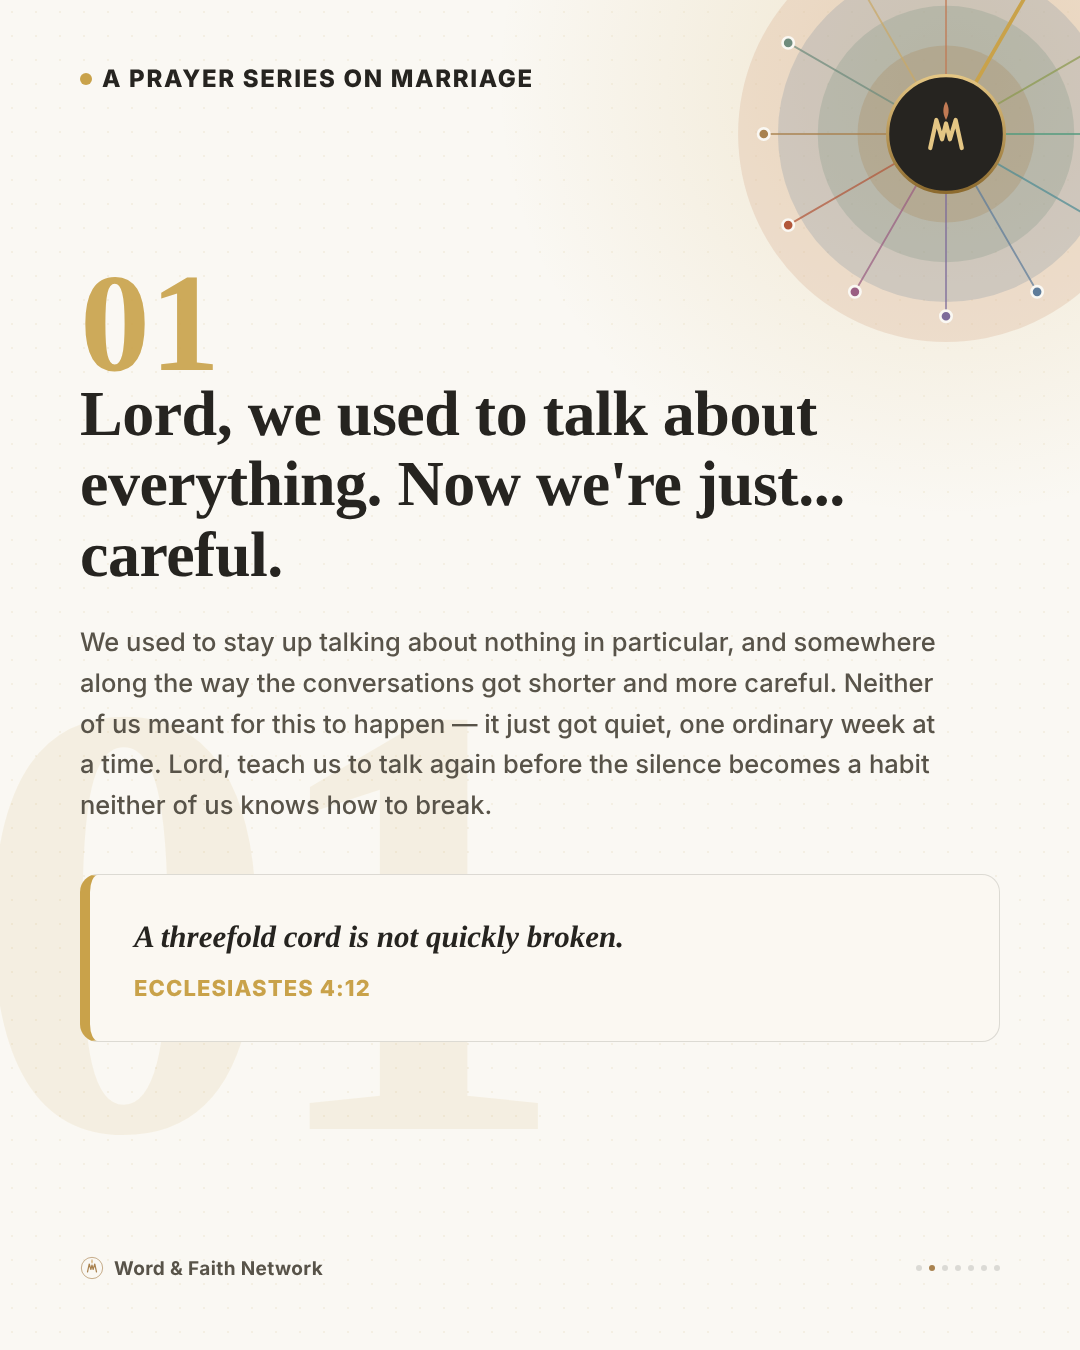 A PRAYER SERIES ON MARRIAGE
01
Lord, we used to talk about
everything. Now we're just...
careful.
We used to stay up talking about nothing in particular, and somewhere
along the way the conversations got shorter and more careful. Neither
of us meant for this to happen — it just got quiet, one ordinary week at
a time. Lord, teach us to talk again before the silence becomes a habit
neither of us knows how to break.
01
A threefold cord is not quickly broken.
ECCLESIASTES 4:12
Word & Faith Network